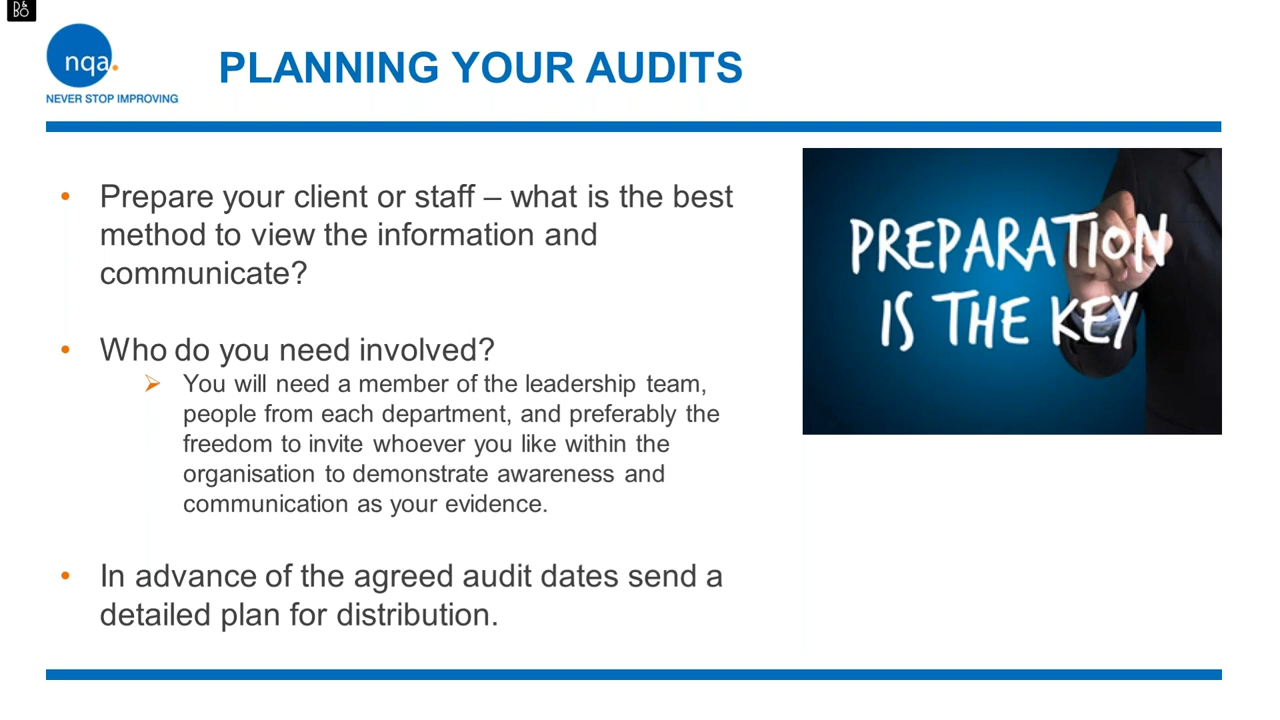 B&
BO
nqa.
NEVER STOP IMPROVING
PLANNING YOUR AUDITS
• Prepare your client or staff – what is the best
method to view the information and
communicate?
• Who do you need involved?
➢ You will need a member of the leadership team,
people from each department, and preferably the
freedom to invite whoever you like within the
organisation to demonstrate awareness and
communication as your evidence.
• In advance of the agreed audit dates send a
detailed plan for distribution.
PREPARATION
IS THE KEY